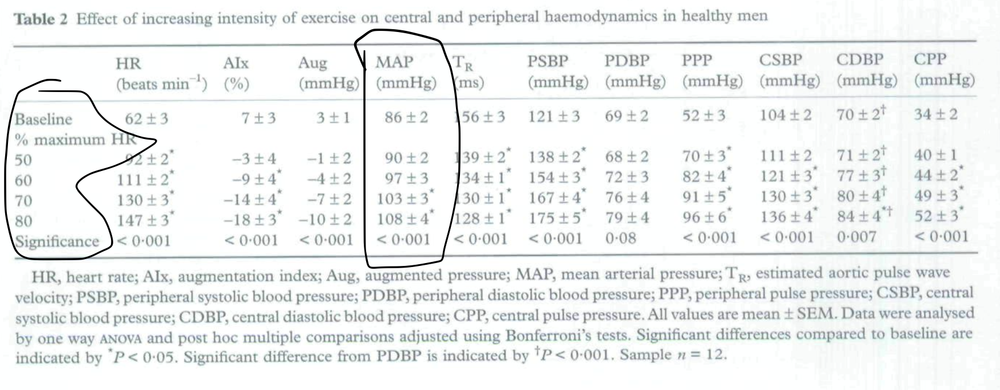 Table 2 Effect of increasing intensity of exercise on central and peripheral haemodynamics in healthy men
HR AIx Aug MAP TR PSBP PDBP PPP CSBP CDBP CPP
(beats min⁻¹) (%) (mmHg) (mmHg) (ms) (mmHg) (mmHg) (mmHg) (mmHg) (mmHg) (mmHg)
Baseline 62 ± 3 7 ± 3 3 ± 1 86 ± 2 156 ± 3 121 ± 3 69 ± 2 52 ± 3 104 ± 2 70 ± 2† 34 ± 2
% maximum HR
50 92 ± 2* −3 ± 4 −1 ± 2 90 ± 2 139 ± 2* 138 ± 2* 68 ± 2 70 ± 3* 111 ± 2 71 ± 2† 40 ± 1
60 111 ± 2* −9 ± 4* −4 ± 2 97 ± 3 134 ± 1* 154 ± 3* 72 ± 3 82 ± 4* 121 ± 3* 77 ± 3† 44 ± 2*
70 130 ± 3* −14 ± 4* −7 ± 2 103 ± 3* 130 ± 1* 167 ± 4* 76 ± 4 91 ± 5* 130 ± 3* 80 ± 4† 49 ± 3*
80 147 ± 3* −18 ± 3* −10 ± 2 108 ± 4* 128 ± 1* 175 ± 5* 79 ± 4 96 ± 6* 136 ± 4* 84 ± 4*† 52 ± 3*
Significance < 0·001 < 0·001 < 0·001 < 0·001 < 0·001 < 0·001 0·08 < 0·001 < 0·001 0·007 < 0·001
HR, heart rate; AIx, augmentation index; Aug, augmented pressure; MAP, mean arterial pressure; TR, estimated aortic pulse wave
velocity; PSBP, peripheral systolic blood pressure; PDBP, peripheral diastolic blood pressure; PPP, peripheral pulse pressure; CSBP, central
systolic blood pressure; CDBP, central diastolic blood pressure; CPP, central pulse pressure. All values are mean ± SEM. Data were analysed
by one way ANOVA and post hoc multiple comparisons adjusted using Bonferroni's tests. Significant differences compared to baseline are
indicated by *P < 0·05. Significant difference from PDBP is indicated by †P < 0·001. Sample n = 12.